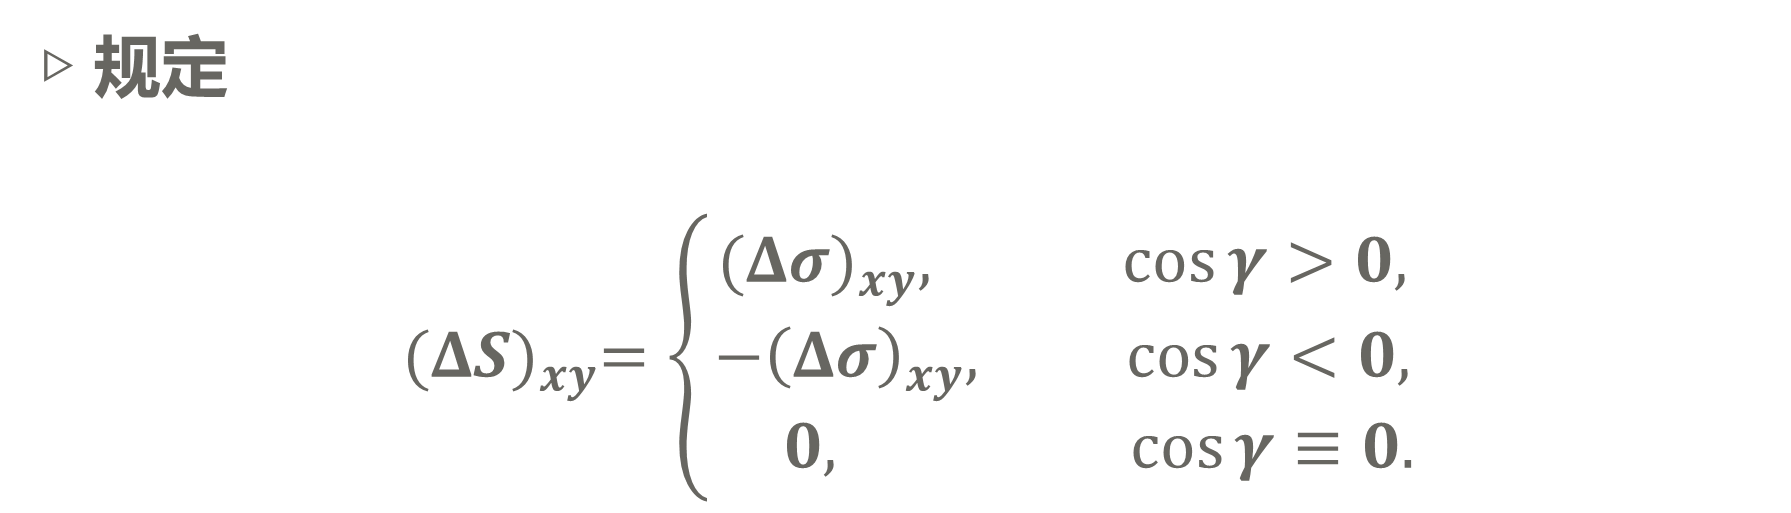 ▷ 规定
(Δσ)xy, cos γ > 0,
(ΔS)xy = { −(Δσ)xy, cos γ < 0,
0, cos γ ≡ 0.